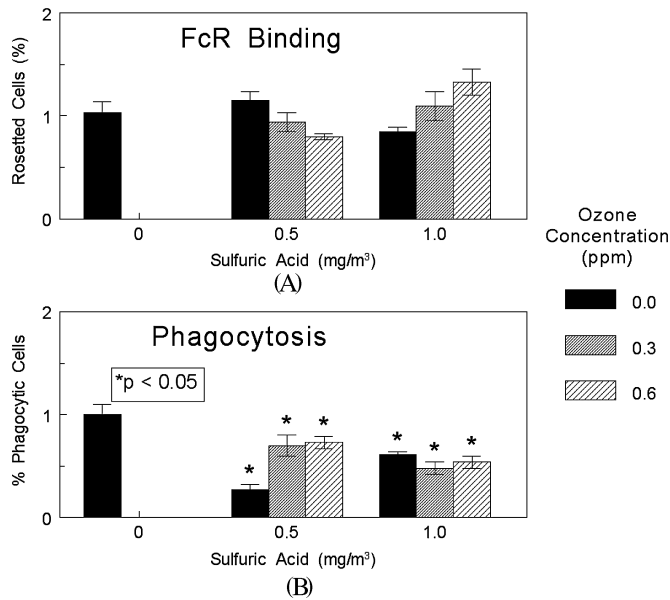 2
FcR Binding
Rosetted Cells (%)
1
0
0
0.5
1.0
Sulfuric Acid (mg/m³)
(A)
Ozone
Concentration
(ppm)
0.0
0.3
0.6
2
Phagocytosis
% Phagocytic Cells
*p < 0.05
1
* * * * * *
0
0
0.5
1.0
Sulfuric Acid (mg/m³)
(B)